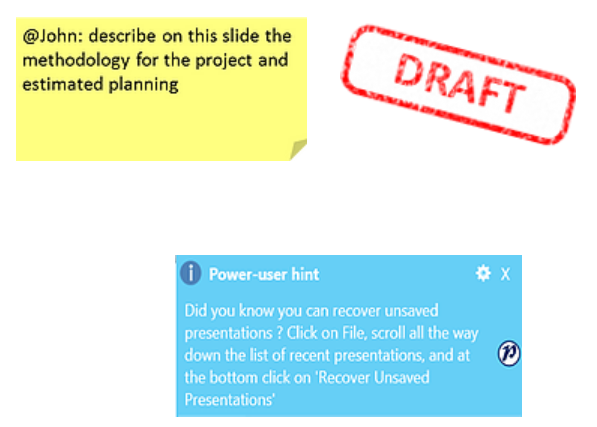 @John: describe on this slide the
methodology for the project and
estimated planning
DRAFT
i Power-user hint X
Did you know you can recover unsaved
presentations ? Click on File, scroll all the way
down the list of recent presentations, and at
the bottom click on 'Recover Unsaved
Presentations'
p